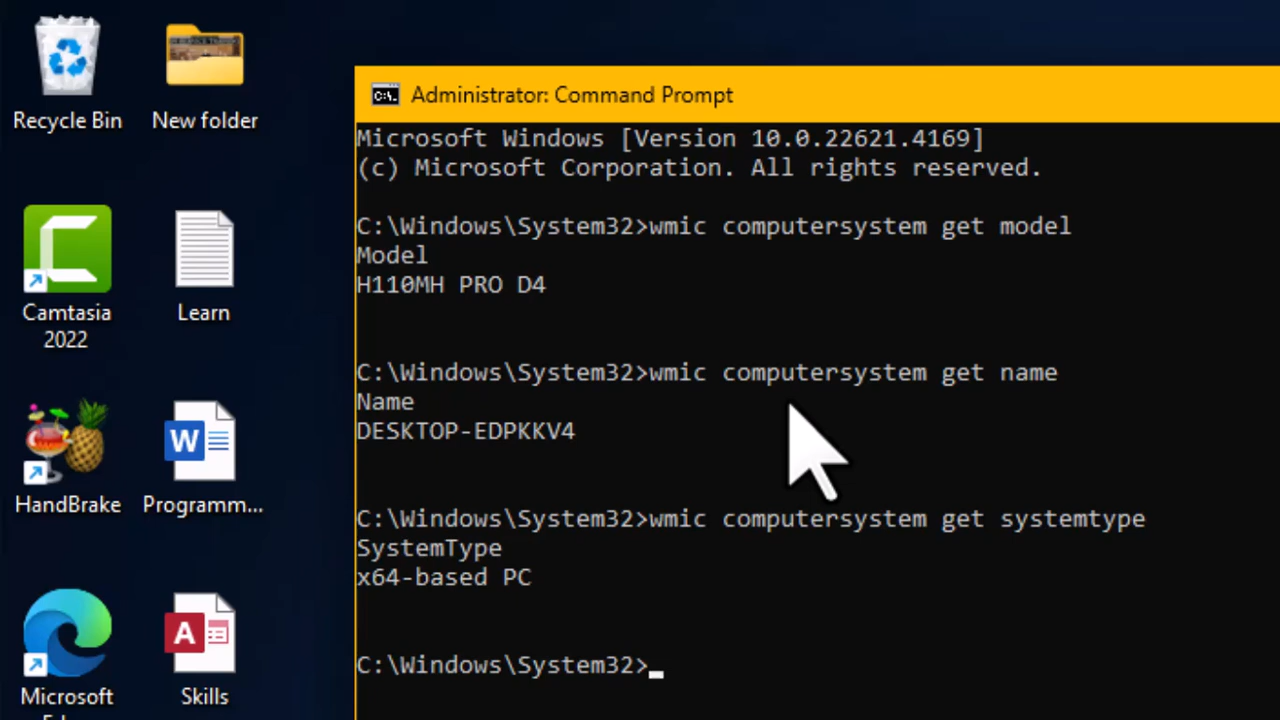 Recycle Bin
New folder
Camtasia
2022
Learn
HandBrake
Programm...
Microsoft
Skills
Administrator: Command Prompt
Microsoft Windows [Version 10.0.22621.4169]
(c) Microsoft Corporation. All rights reserved.
C:\Windows\System32>wmic computersystem get model
Model
H110MH PRO D4
C:\Windows\System32>wmic computersystem get name
Name
DESKTOP-EDPKKV4
C:\Windows\System32>wmic computersystem get systemtype
SystemType
x64-based PC
C:\Windows\System32>